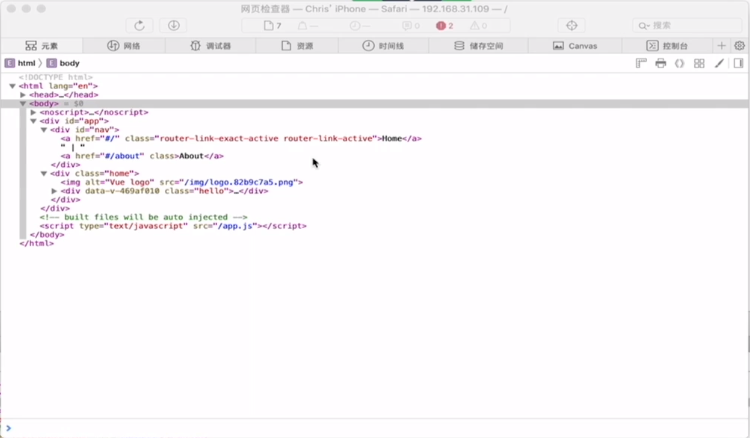 网页检查器 — Chris' iPhone — Safari — 192.168.31.109 — /
7 — — 0 2 0 搜索
元素 网络 调试器 资源 时间线 储存空间 Canvas 控制台
E html E body
<!DOCTYPE html>
<html lang="en">
<head>…</head>
<body> = $0
<noscript>…</noscript>
<div id="app">
<div id="nav">
<a href="#/" class="router-link-exact-active router-link-active">Home</a>
" | "
<a href="#/about" class>About</a>
</div>
<div class="home">
<img alt="Vue logo" src="/img/logo.82b9c7a5.png">
<div data-v-469af010 class="hello">…</div>
</div>
</div>
<!-- built files will be auto injected -->
<script type="text/javascript" src="/app.js"></script>
</body>
</html>